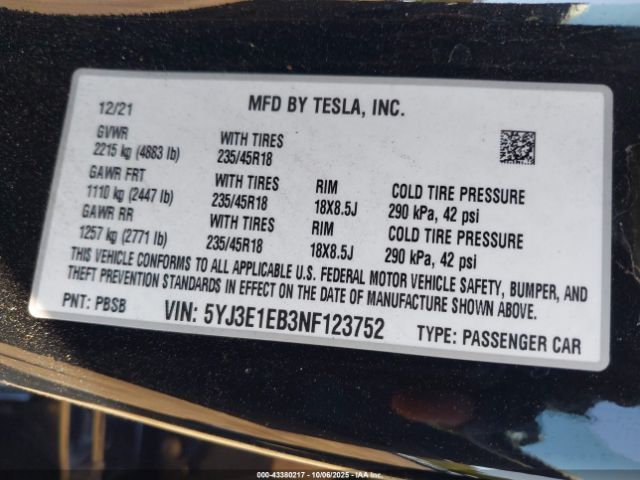 12/21 MFD BY TESLA, INC.
GVWR WITH TIRES
2215 kg (4883 lb) 235/45R18
GAWR FRT WITH TIRES RIM COLD TIRE PRESSURE
1110 kg (2447 lb) 235/45R18 18X8.5J 290 kPa, 42 psi
GAWR RR WITH TIRES RIM COLD TIRE PRESSURE
1257 kg (2771 lb) 235/45R18 18X8.5J 290 kPa, 42 psi
THIS VEHICLE CONFORMS TO ALL APPLICABLE U.S. FEDERAL MOTOR VEHICLE SAFETY, BUMPER, AND
THEFT PREVENTION STANDARDS IN EFFECT ON THE DATE OF MANUFACTURE SHOWN ABOVE.
PNT: PBSB VIN: 5YJ3E1EB3NF123752 TYPE: PASSENGER CAR
000-43380217 - 10/06/2025 - IAA Inc.